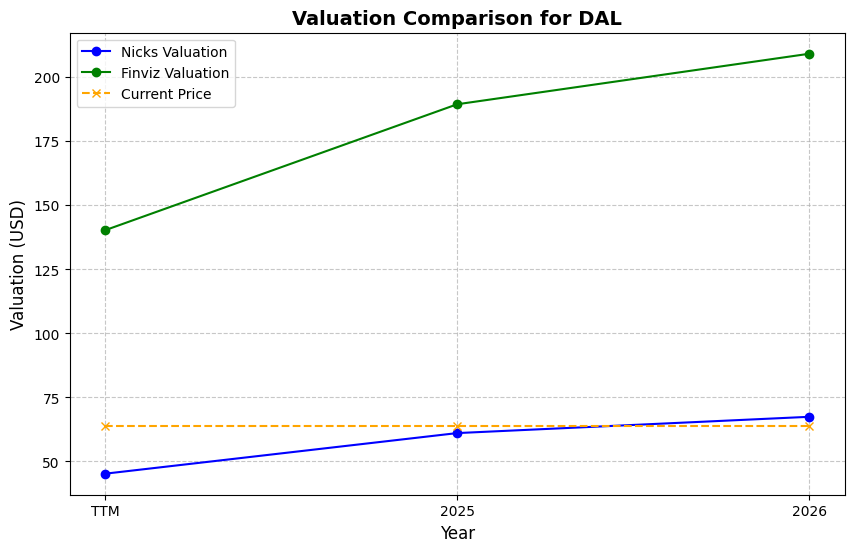 Valuation Comparison for DAL
Nicks Valuation
Finviz Valuation
Current Price
Valuation (USD)
200
175
150
125
100
75
50
TTM
2025
2026
Year